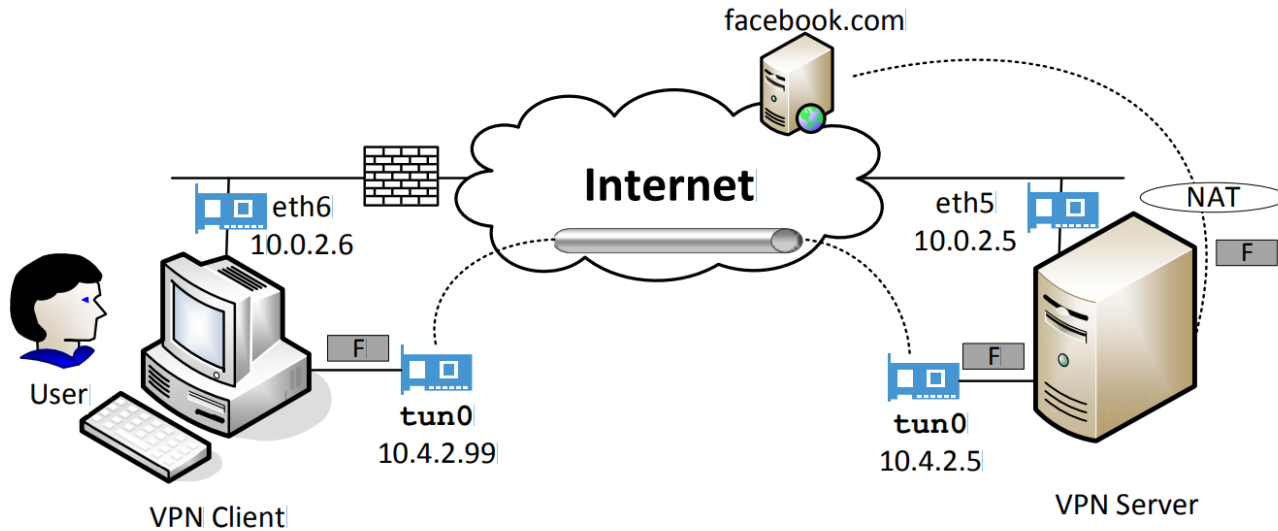 facebook.com
Internet
eth6
10.0.2.6
eth5
10.0.2.5
NAT
F
User
F
tun0
10.4.2.99
F
tun0
10.4.2.5
VPN Client
VPN Server